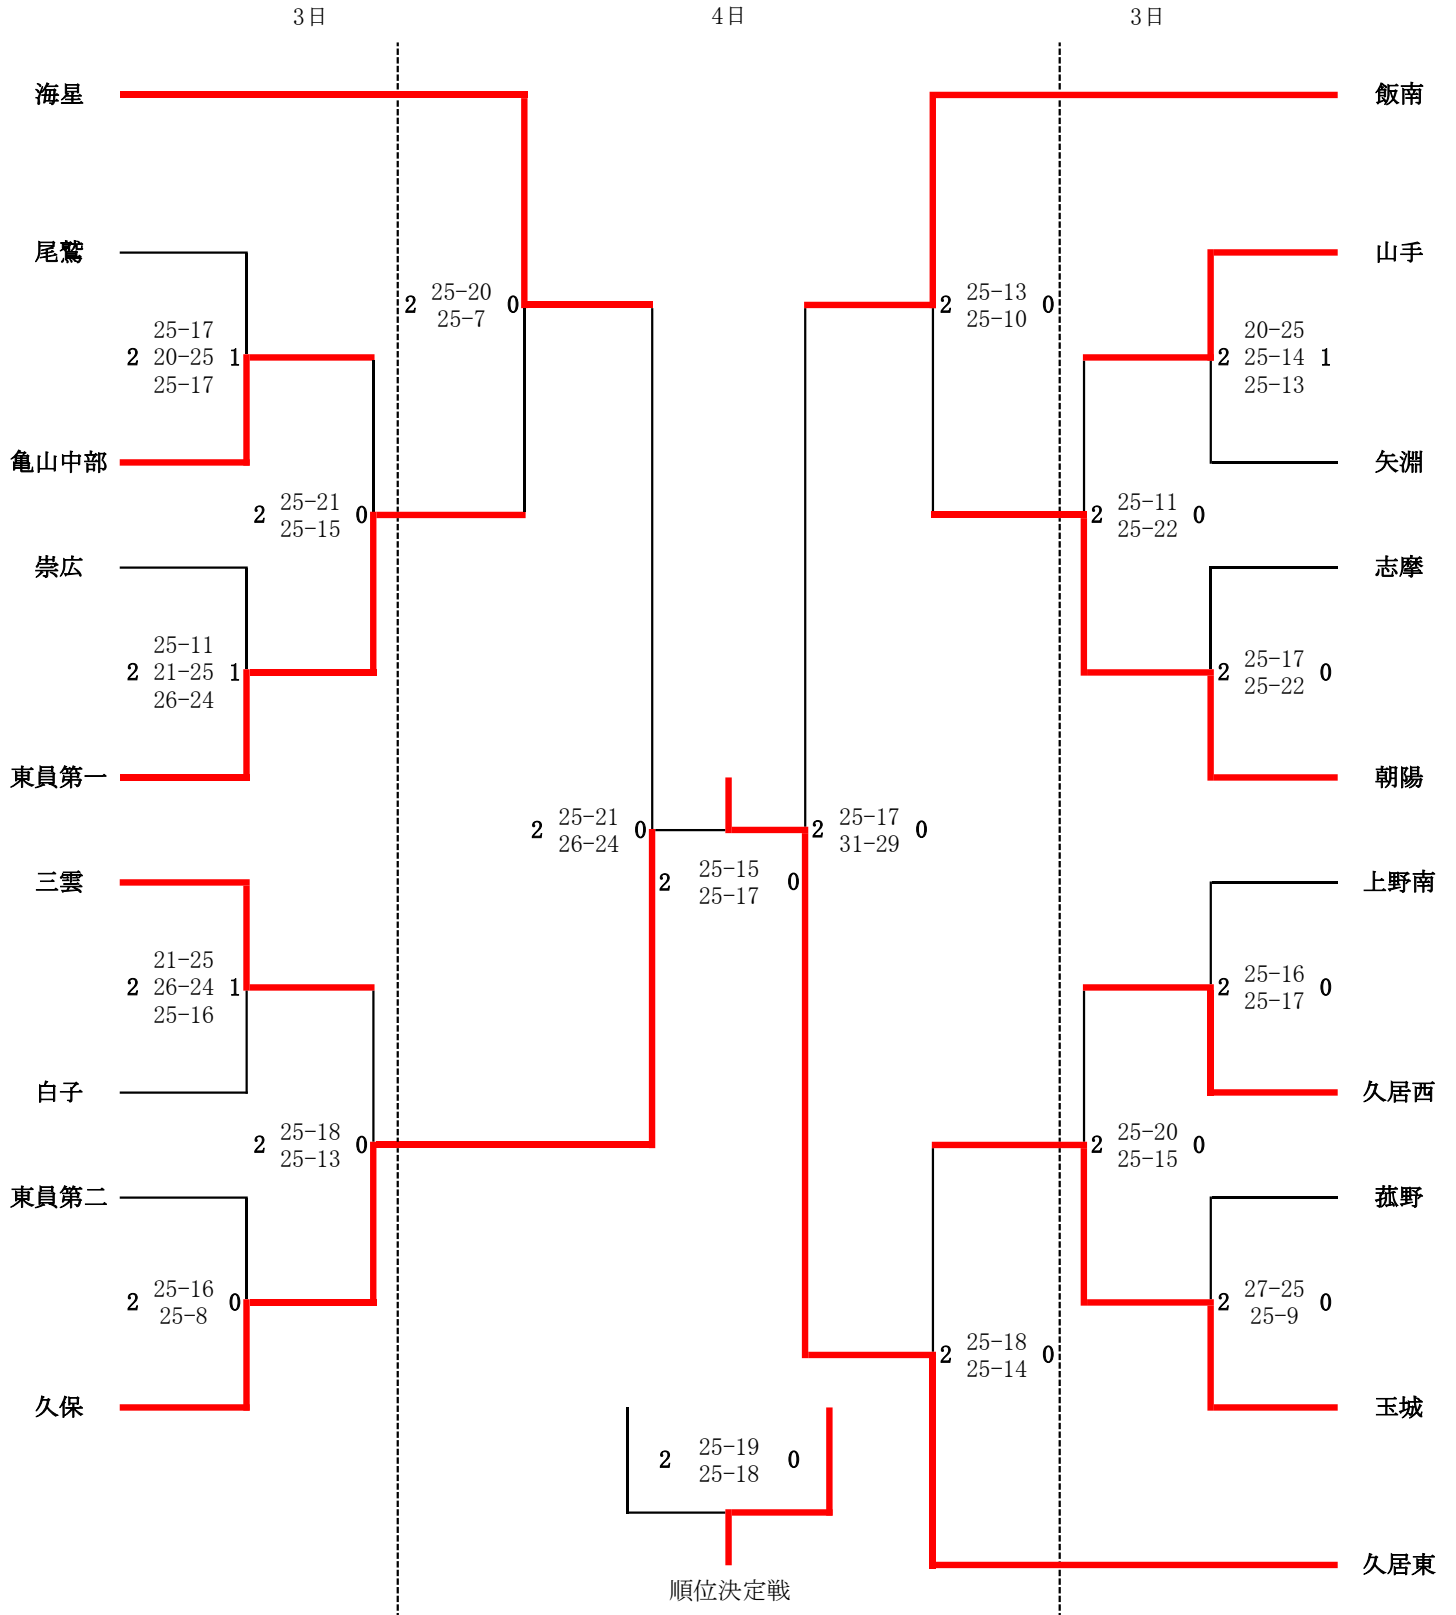 3日 4日 3日
海星 飯南
尾鷲 山手
2 25-20 0 2 25-13 0
25-7 25-10
25-17 20-25
2 20-25 1 2 25-14 1
25-17 25-13
亀山中部 矢淵
2 25-21 0 2 25-11 0
25-15 25-22
崇広 志摩
25-11
2 21-25 1 2 25-17 0
26-24 25-22
東員第一 朝陽
2 25-21 0 2 25-17 0
26-24 31-29
三雲 2 25-15 0 上野南
25-17
21-25
2 26-24 1 2 25-16 0
25-16 25-17
白子 久居西
2 25-18 0 2 25-20 0
25-13 25-15
東員第二 菰野
2 25-16 0 2 27-25 0
25-8 25-9
2 25-18 0
25-14
久保 玉城
2 25-19 0
25-18
久居東
順位決定戦